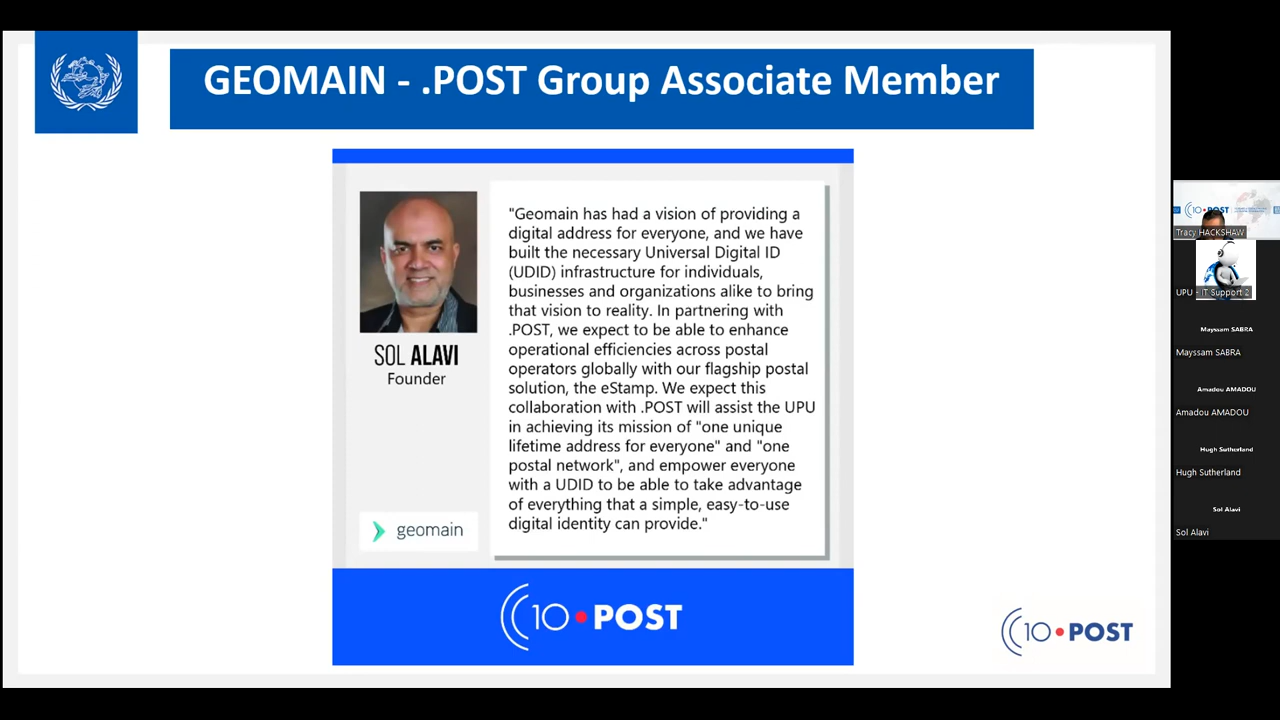 GEOMAIN - .POST Group Associate Member
"Geomain has had a vision of providing a
digital address for everyone, and we have
built the necessary Universal Digital ID
(UDID) infrastructure for individuals,
businesses and organizations alike to bring
that vision to reality. In partnering with
.POST, we expect to be able to enhance
operational efficiencies across postal
operators globally with our flagship postal
solution, the eStamp. We expect this
collaboration with .POST will assist the UPU
in achieving its mission of "one unique
lifetime address for everyone" and "one
postal network", and empower everyone
with a UDID to be able to take advantage
of everything that a simple, easy-to-use
digital identity can provide."
SOL ALAVI
Founder
geomain
10.POST
10.POST
10.POST
Tracy HACKSHAW
UPU - IT Support 2
Mayssam SABRA
Mayssam SABRA
Amadou AMADOU
Amadou AMADOU
Hugh Sutherland
Hugh Sutherland
Sol Alavi
Sol Alavi